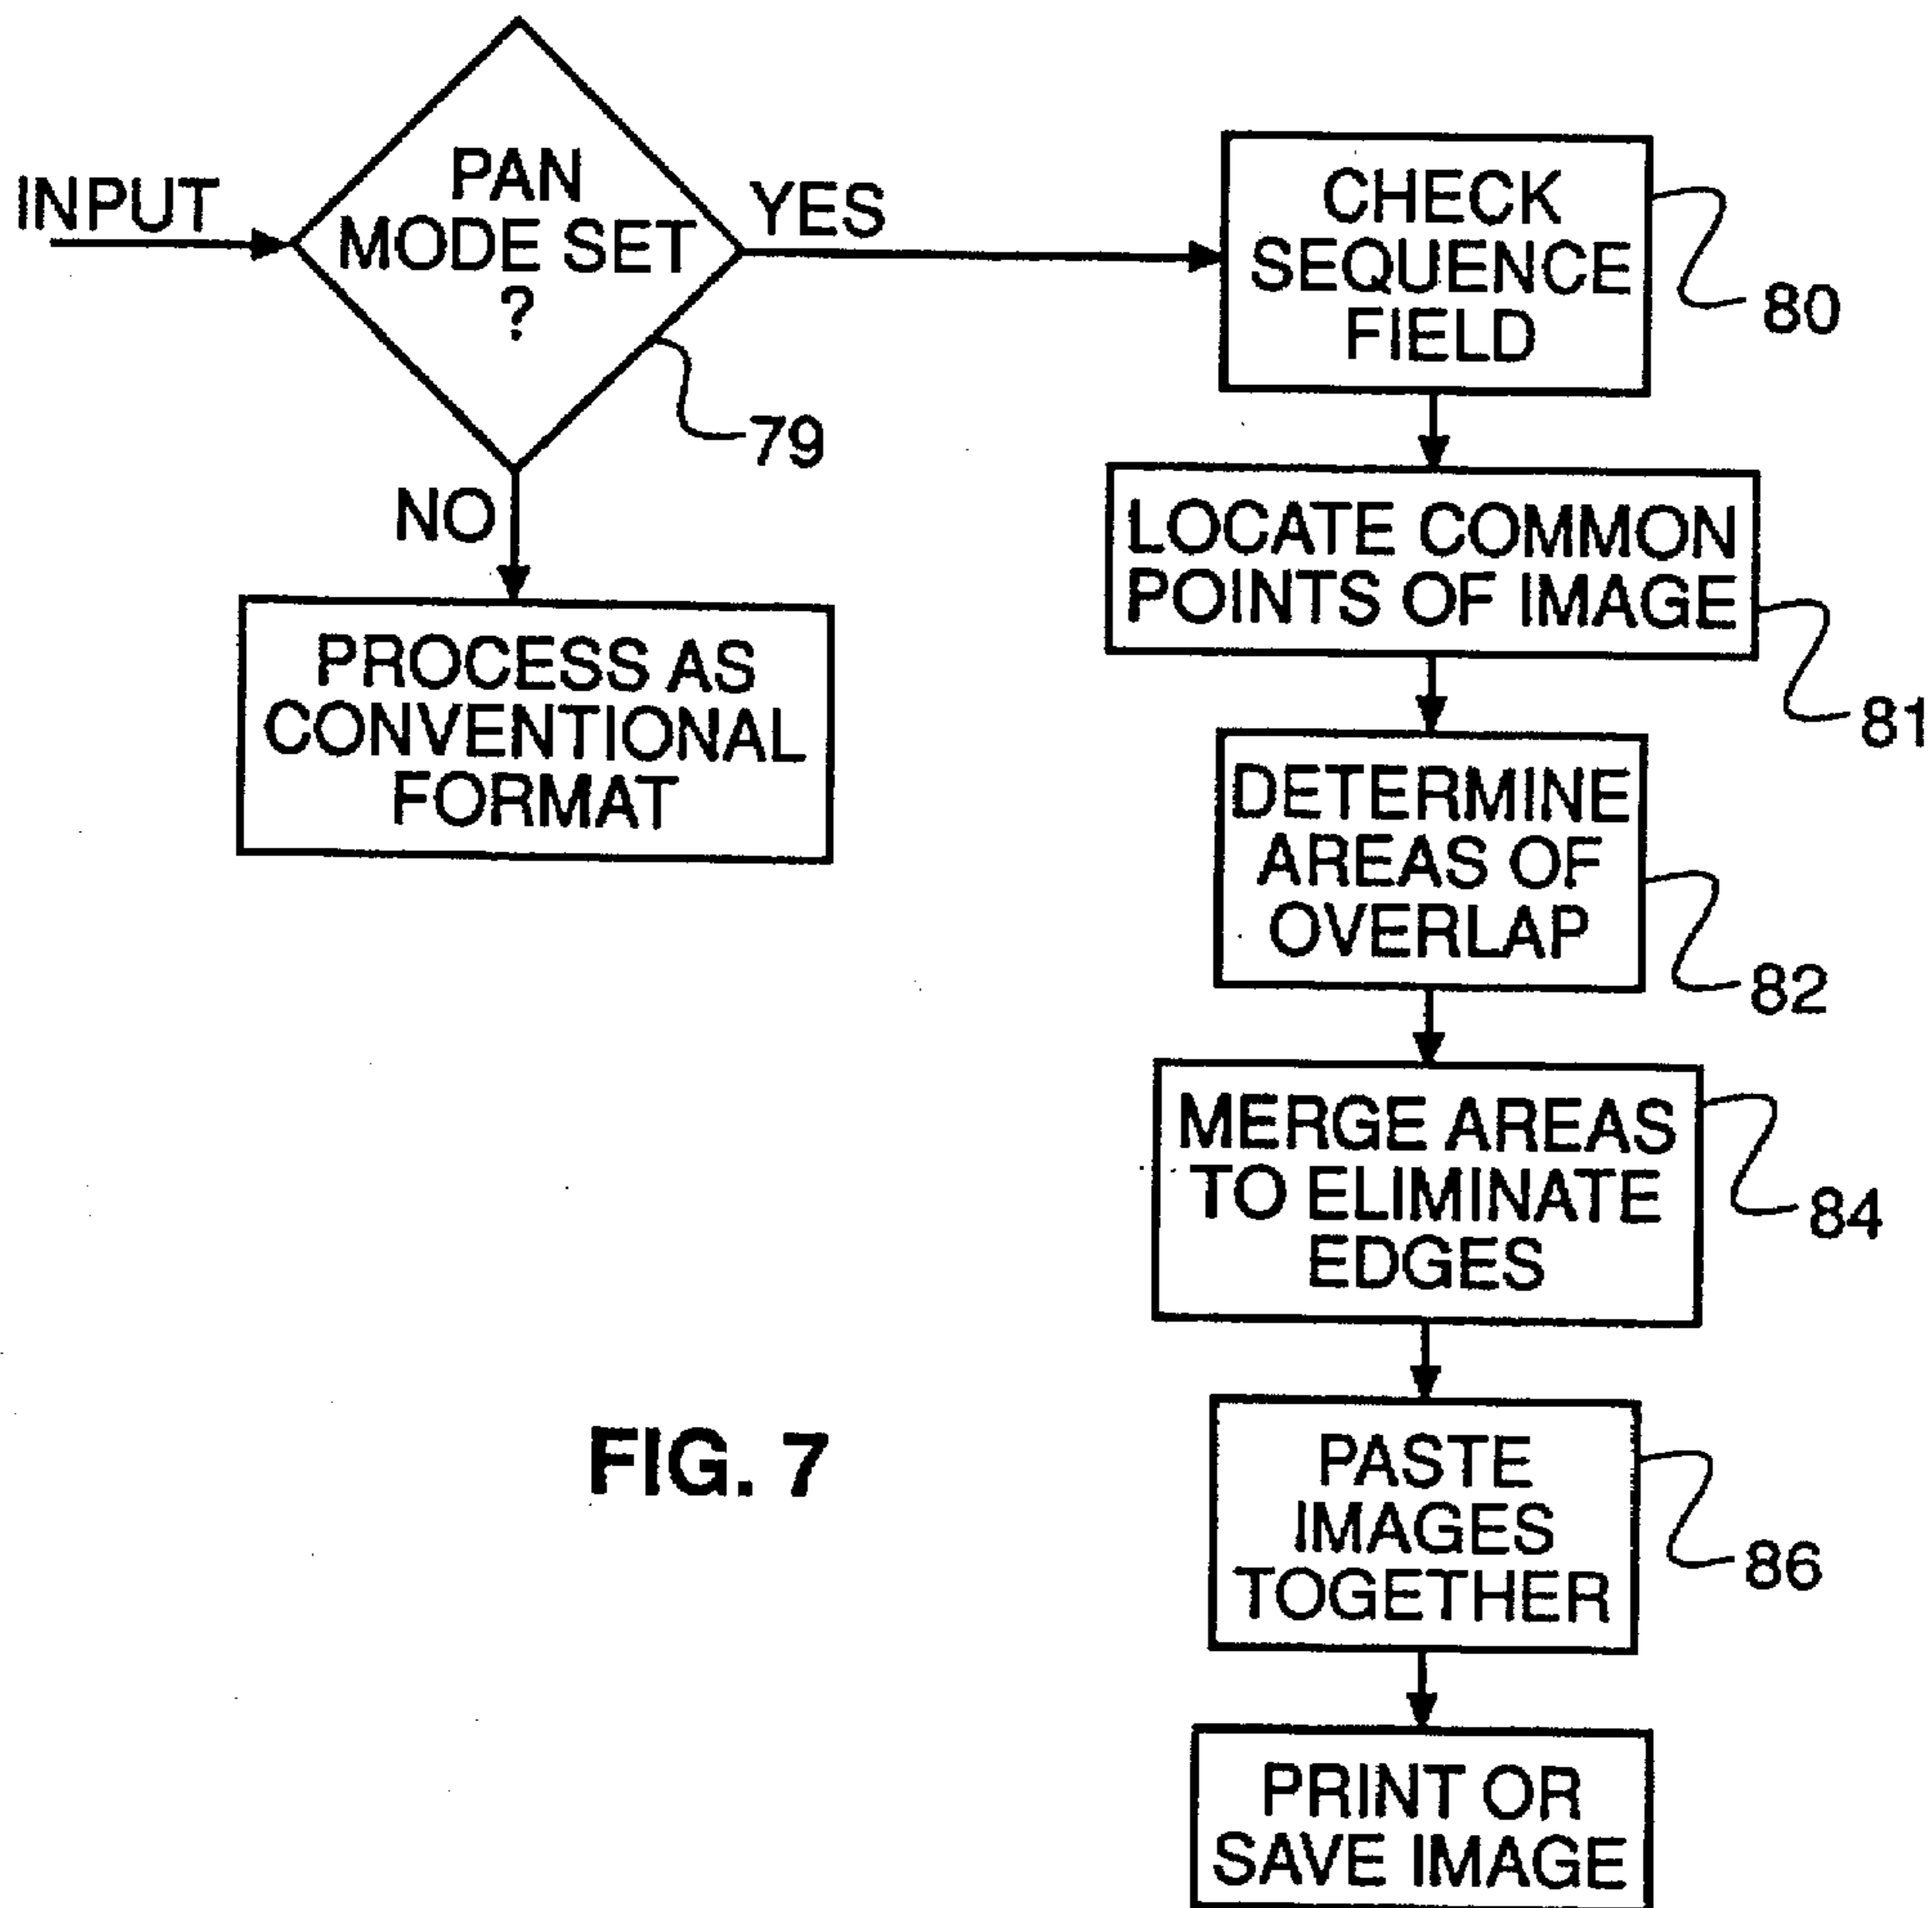 INPUT
PAN
MODE SET
?
YES
79
NO
PROCESS AS
CONVENTIONAL
FORMAT
CHECK
SEQUENCE
FIELD
80
LOCATE COMMON
POINTS OF IMAGE
81
DETERMINE
AREAS OF
OVERLAP
82
MERGE AREAS
TO ELIMINATE
EDGES
84
PASTE
IMAGES
TOGETHER
86
PRINT OR
SAVE IMAGE
FIG. 7